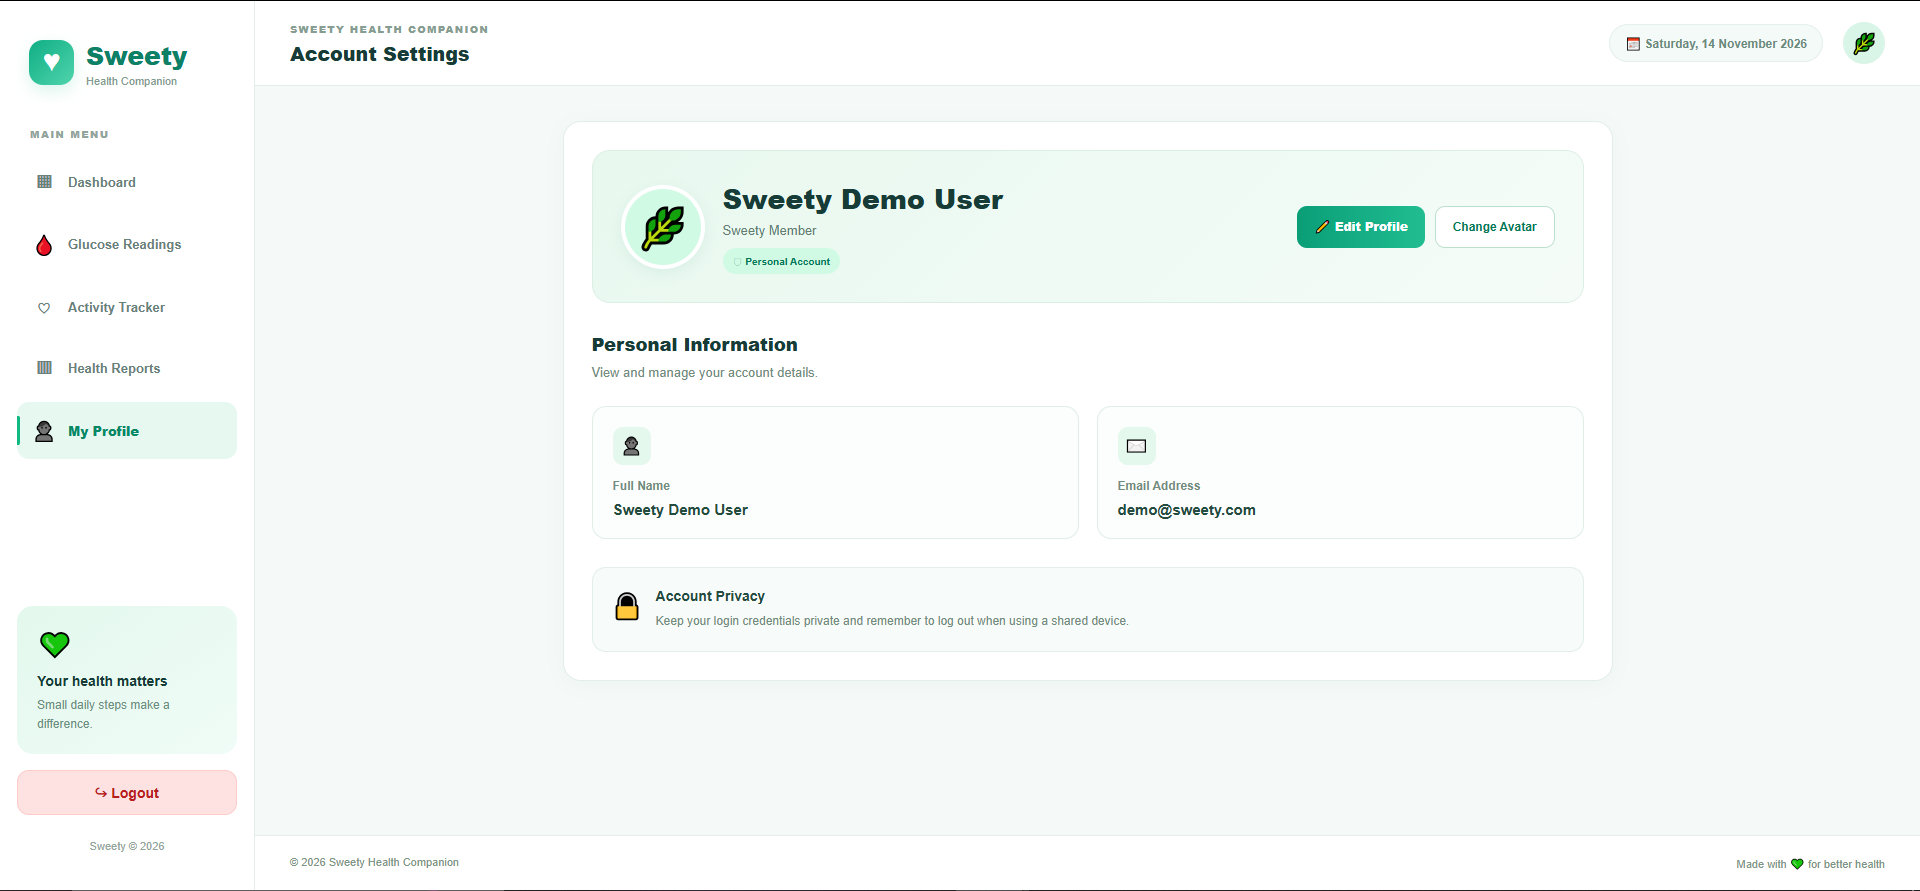 Sweety
Health Companion
MAIN MENU
Dashboard
Glucose Readings
Activity Tracker
Health Reports
My Profile
Your health matters
Small daily steps make a
difference.
Logout
Sweety © 2026
SWEETY HEALTH COMPANION
Account Settings
Saturday, 14 November 2026
Sweety Demo User
Sweety Member
Personal Account
Edit Profile
Change Avatar
Personal Information
View and manage your account details.
Full Name
Sweety Demo User
Email Address
demo@sweety.com
Account Privacy
Keep your login credentials private and remember to log out when using a shared device.
© 2026 Sweety Health Companion
Made with 💚 for better health